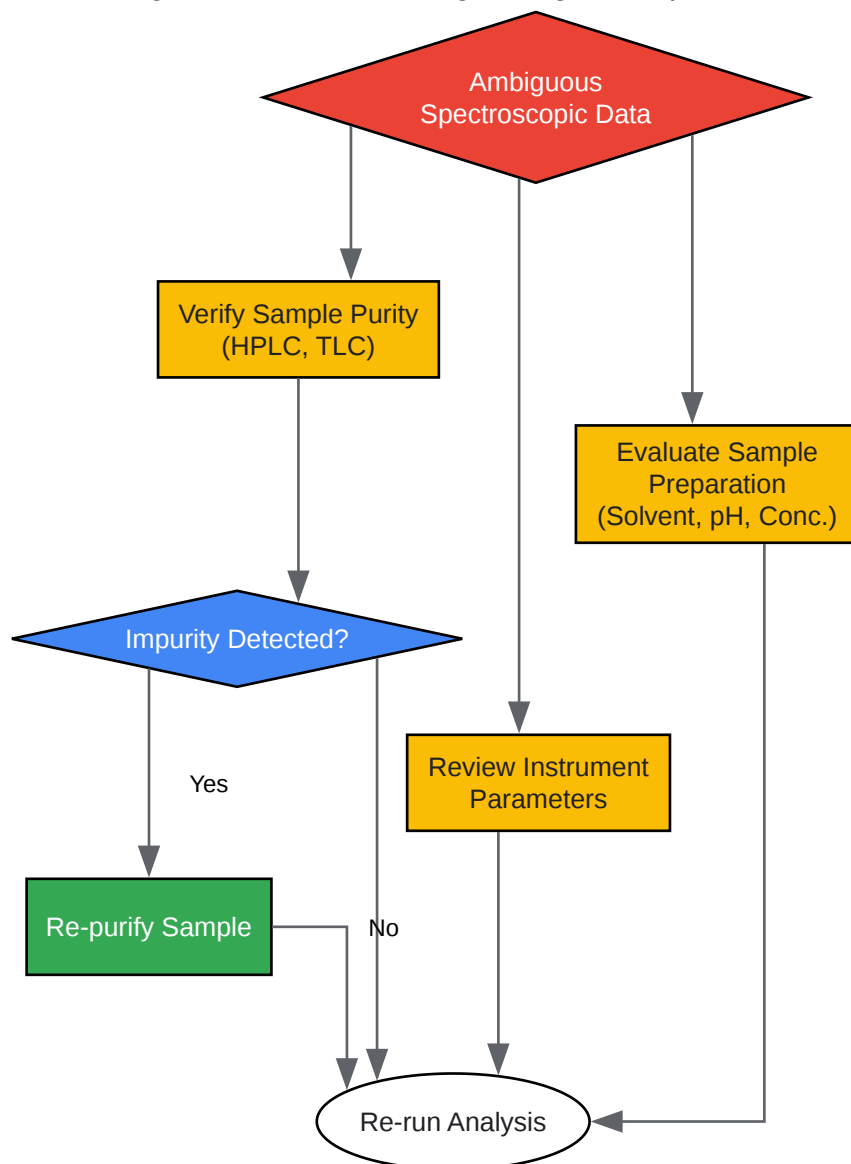 Ambiguous
Spectroscopic Data
Verify Sample Purity
(HPLC, TLC)
Evaluate Sample
Preparation
(Solvent, pH, Conc.)
Impurity Detected?
Review Instrument
Parameters
Yes
Re-purify Sample
No
Re-run Analysis